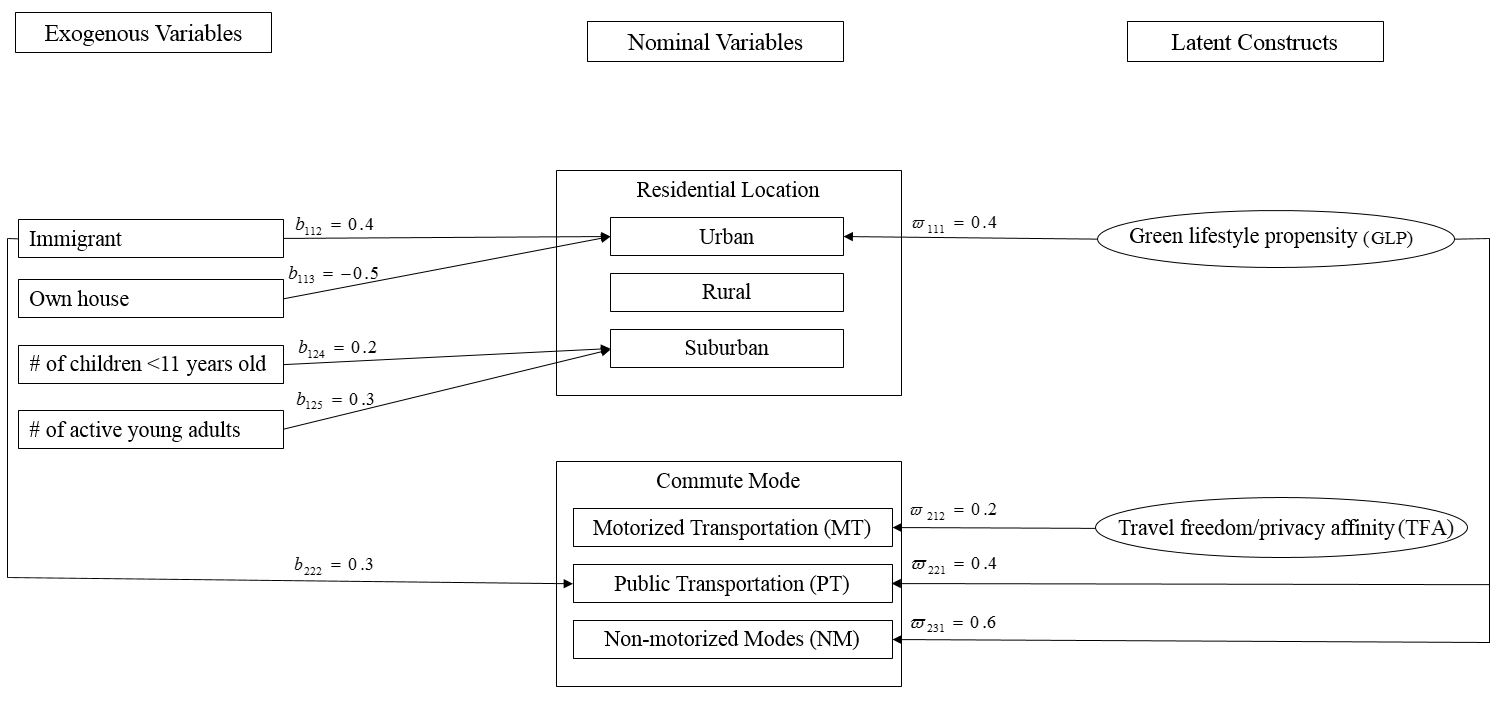 Exogenous Variables
Nominal Variables
Latent Constructs
Residential Location
Immigrant
b112 = 0.4
Urban
ϖ111 = 0.4
Green lifestyle propensity (GLP)
Own house
b113 = −0.5
Rural
# of children <11 years old
b124 = 0.2
Suburban
# of active young adults
b125 = 0.3
Commute Mode
Motorized Transportation (MT)
ϖ212 = 0.2
Travel freedom/privacy affinity (TFA)
b222 = 0.3
Public Transportation (PT)
ϖ221 = 0.4
Non-motorized Modes (NM)
ϖ231 = 0.6